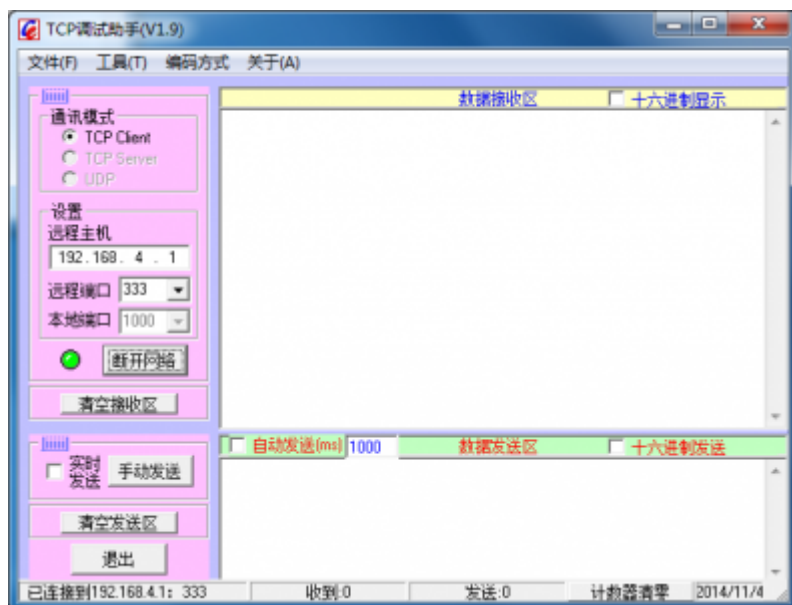 TCP调试助手(V1.9)
文件(F) 工具(T) 编码方式 关于(A)
数据接收区 十六进制显示
通讯模式
TCP Client
TCP Server
UDP
设置
远程主机
192.168. 4 . 1
远程端口 333
本地端口 1000
断开网络
清空接收区
自动发送(ms) 1000 数据发送区 十六进制发送
实时发送 手动发送
清空发送区
退出
已连接到192.168.4.1: 333 收到:0 发送:0 计数器清零 2014/11/4